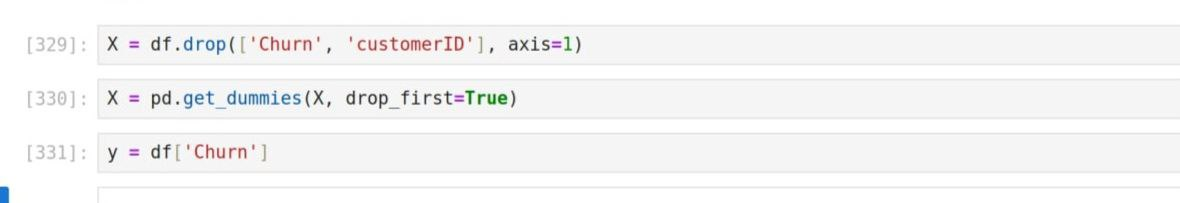 [329]: X = df.drop(['Churn', 'customerID'], axis=1)
[330]: X = pd.get_dummies(X, drop_first=True)
[331]: y = df['Churn']